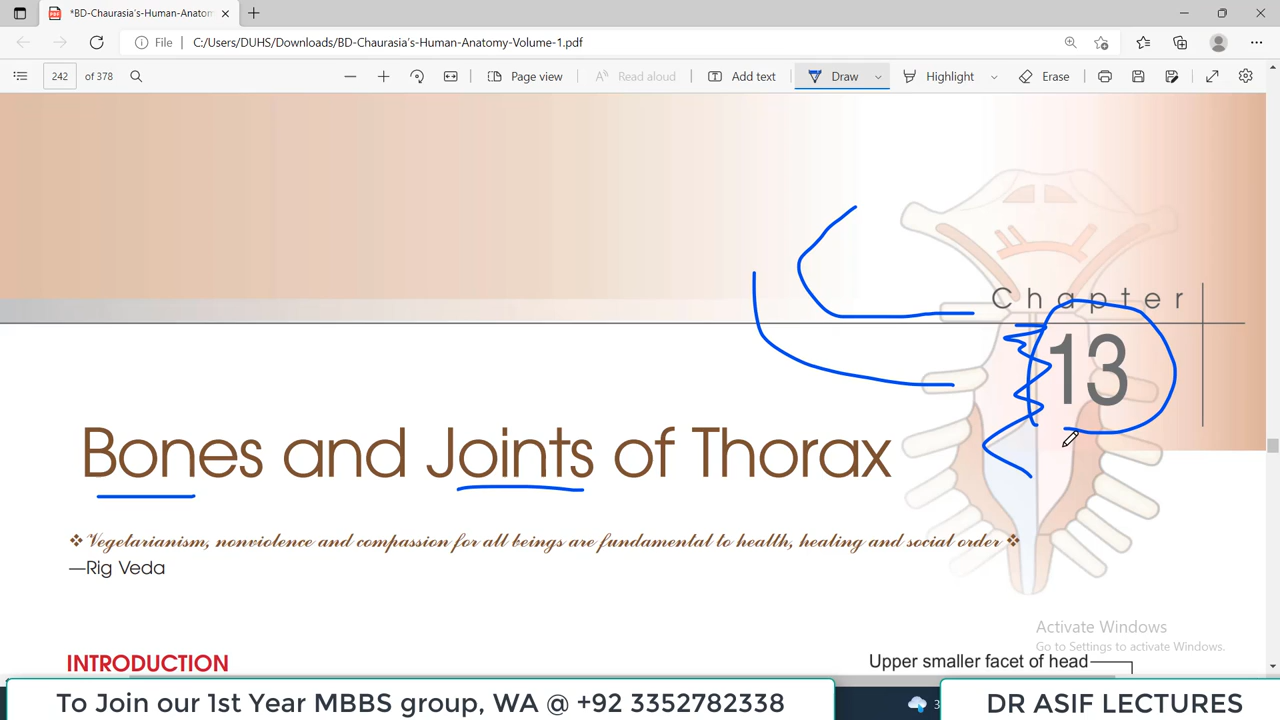 *BD-Chaurasia's-Human-Anatom
File
C:/Users/DUHS/Downloads/BD-Chaurasia's-Human-Anatomy-Volume-1.pdf
242 of 378
Page view
Read aloud
Add text
Draw
Highlight
Erase
Chapter
13
Bones and Joints of Thorax
❖Vegetarianism, nonviolence and compassion for all beings are fundamental to health, healing and social order❖
—Rig Veda
Activate Windows
Go to Settings to activate Windows.
INTRODUCTION
Upper smaller facet of head
To Join our 1st Year MBBS group, WA @ +92 3352782338
3
DR ASIF LECTURES